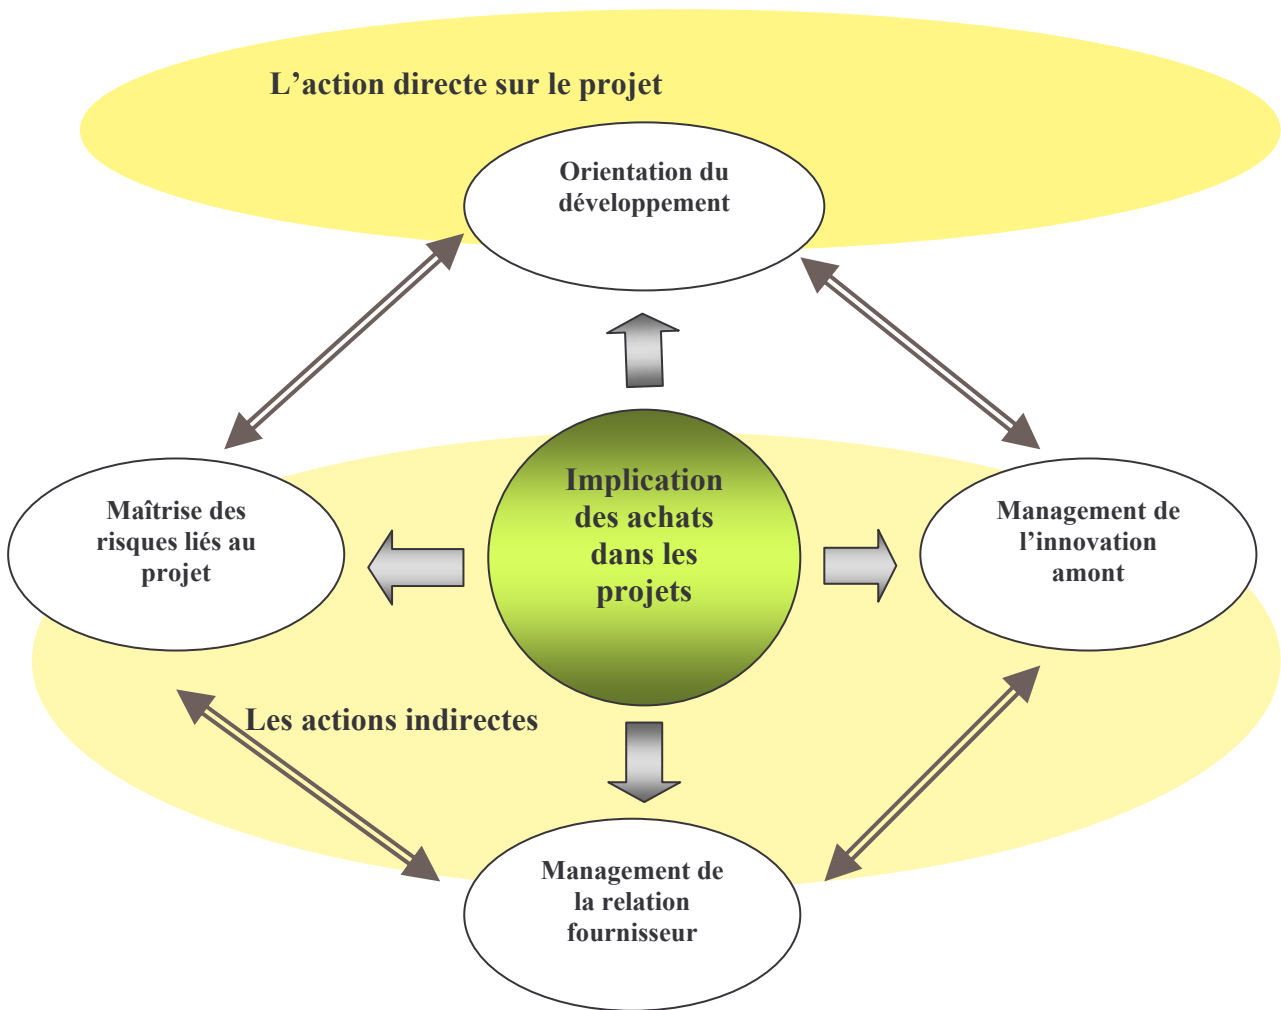 L’action directe sur le projet
Orientation du
développement
Implication
des achats
dans les
projets
Maîtrise des
risques liés au
projet
Management de
l’innovation
amont
Les actions indirectes
Management de
la relation
fournisseur